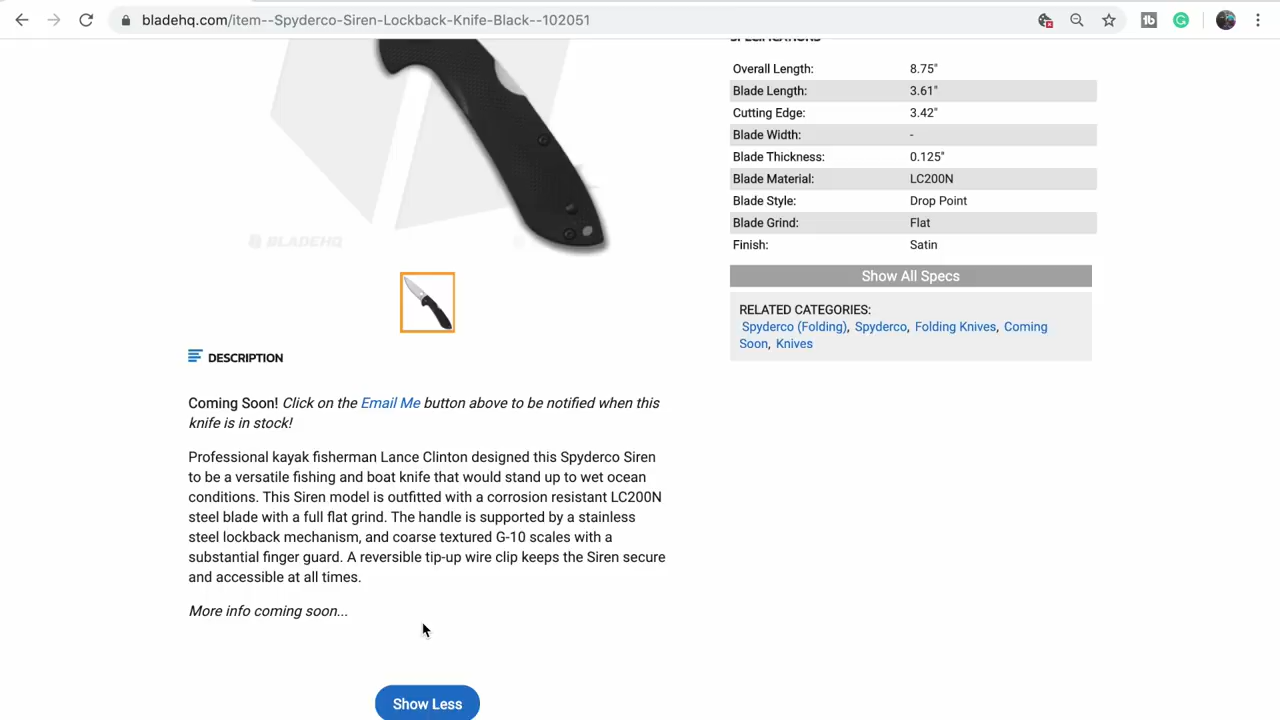 bladehq.com/item--Spyderco-Siren-Lockback-Knife-Black--102051
SPECIFICATIONS
Overall Length: 8.75"
Blade Length: 3.61"
Cutting Edge: 3.42"
Blade Width: -
Blade Thickness: 0.125"
Blade Material: LC200N
Blade Style: Drop Point
Blade Grind: Flat
Finish: Satin
Show All Specs
RELATED CATEGORIES:
Spyderco (Folding), Spyderco, Folding Knives, Coming
Soon, Knives
BLADEHQ
DESCRIPTION
Coming Soon! Click on the Email Me button above to be notified when this
knife is in stock!
Professional kayak fisherman Lance Clinton designed this Spyderco Siren
to be a versatile fishing and boat knife that would stand up to wet ocean
conditions. This Siren model is outfitted with a corrosion resistant LC200N
steel blade with a full flat grind. The handle is supported by a stainless
steel lockback mechanism, and coarse textured G-10 scales with a
substantial finger guard. A reversible tip-up wire clip keeps the Siren secure
and accessible at all times.
More info coming soon...
Show Less